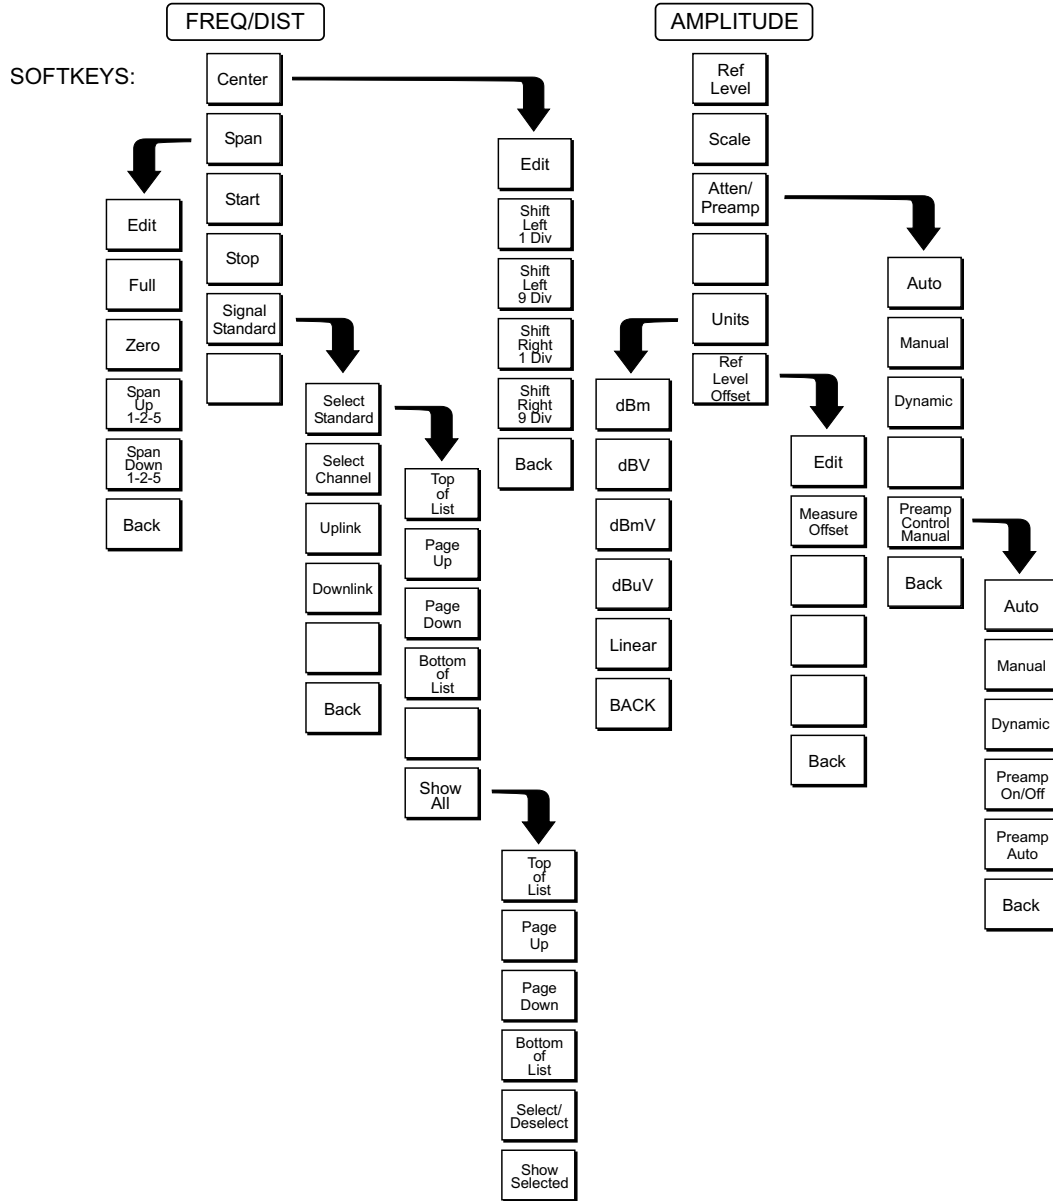 FREQ/DIST
AMPLITUDE
SOFTKEYS:
Center
Span
Start
Stop
Signal
Standard
Edit
Full
Zero
Span
Up
1-2-5
Span
Down
1-2-5
Back
Select
Standard
Select
Channel
Uplink
Downlink
Back
Top
of
List
Page
Up
Page
Down
Bottom
of
List
Show
All
Top
of
List
Page
Up
Page
Down
Bottom
of
List
Select/
Deselect
Show
Selected
Edit
Shift
Left
1 Div
Shift
Left
9 Div
Shift
Right
1 Div
Shift
Right
9 Div
Back
Ref
Level
Scale
Atten/
Preamp
Units
Ref
Level
Offset
dBm
dBV
dBmV
dBuV
Linear
BACK
Edit
Measure
Offset
Back
Auto
Manual
Dynamic
Preamp
Control
Manual
Back
Auto
Manual
Dynamic
Preamp
On/Off
Preamp
Auto
Back